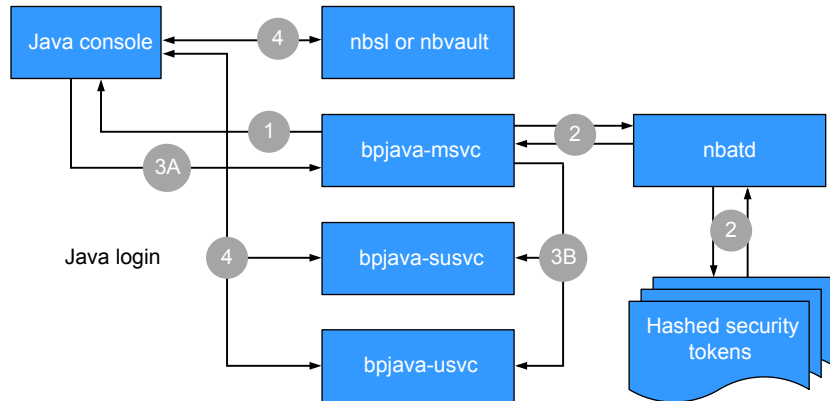 Java console
4
nbsl or nbvault
1
2
bpjava-msvc
nbatd
3A
2
Java login
4
bpjava-susvc
3B
Hashed security
tokens
bpjava-usvc